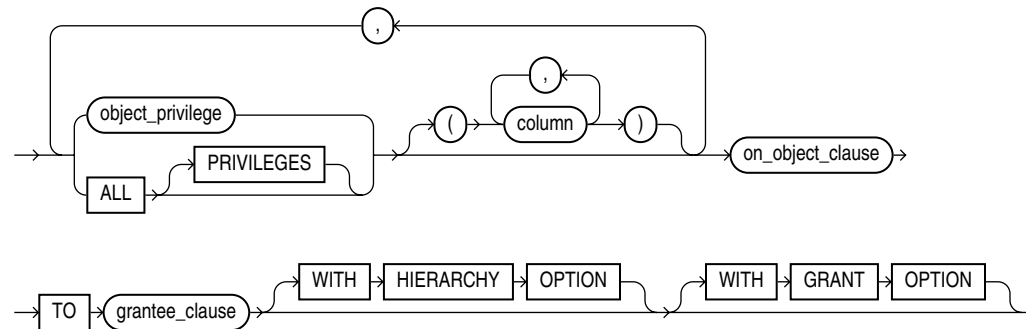 ,
,
object_privilege
( column )
PRIVILEGES
on_object_clause
ALL
WITH HIERARCHY OPTION WITH GRANT OPTION
TO grantee_clause